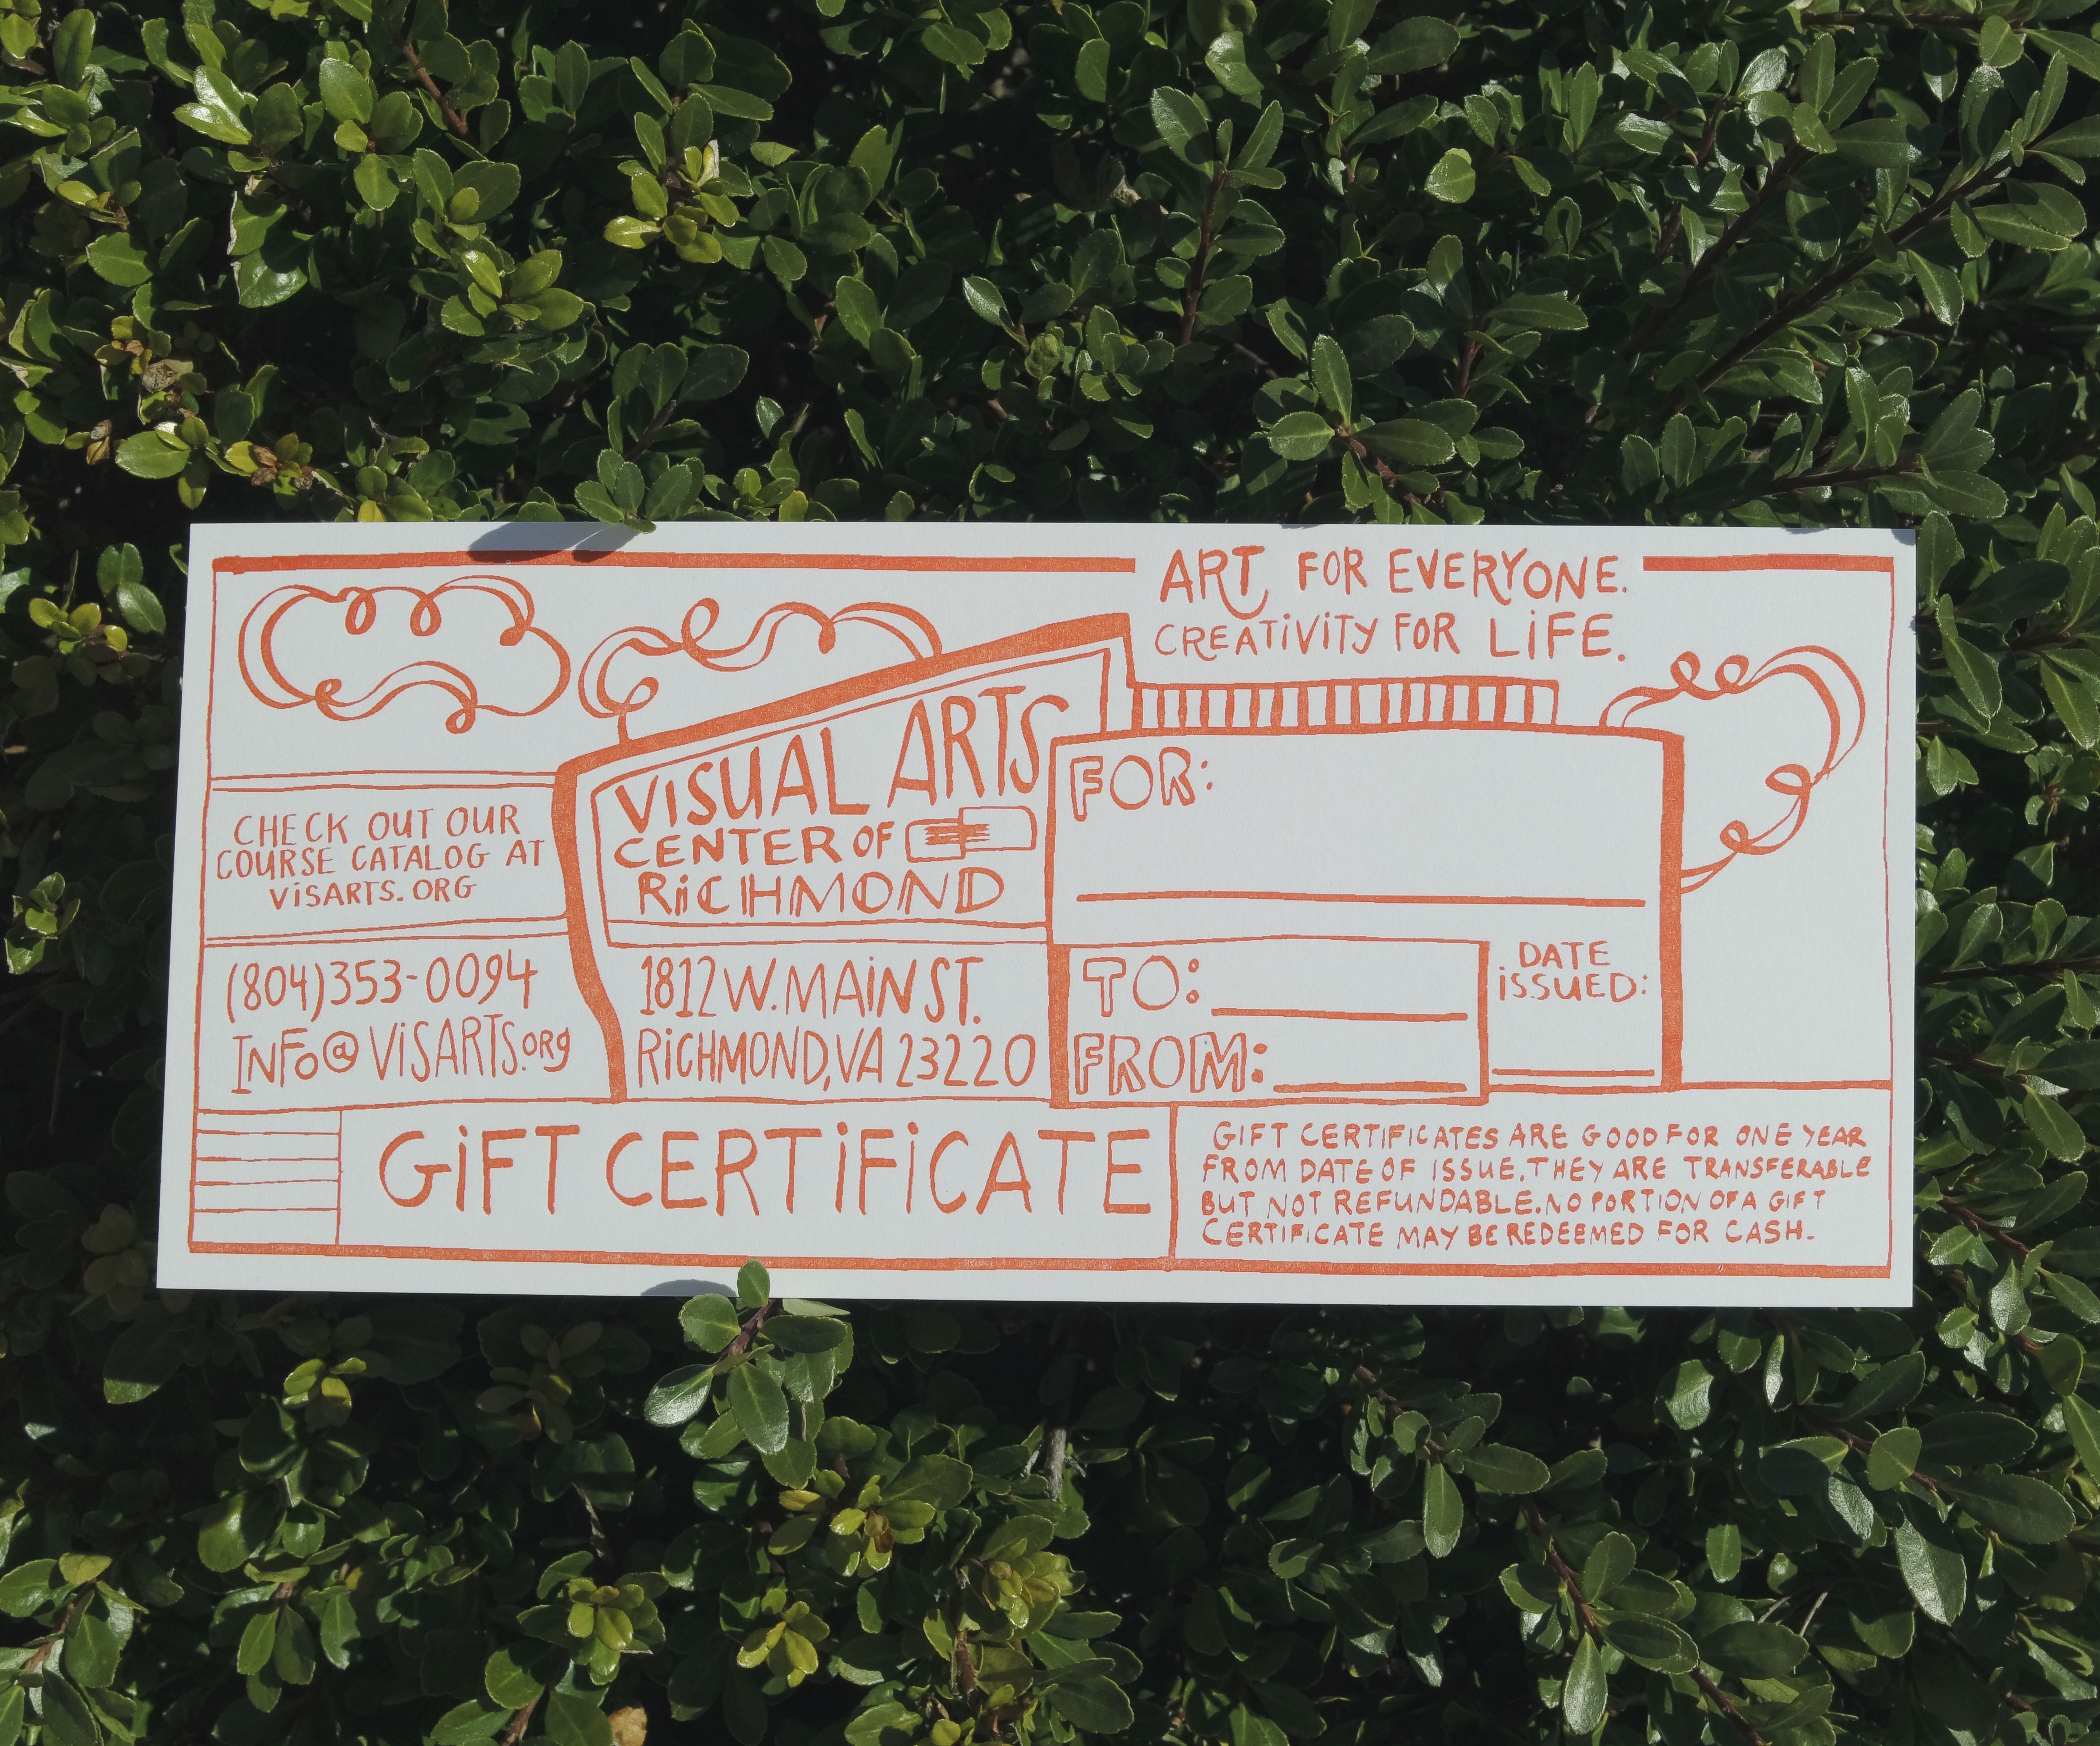 ART FOR EVERYONE.
CREATiViTY FOR LiFE.
CHECK OUT OUR
COURSE CATALOG AT
ViSARTS.ORG
(804)353-0094
INFO@ViSARTS.ORg
ViSUAL ARTS
CENTER OF
RiCHMOND
1812 W. MAiN ST.
RiCHMOND, VA 23220
FOR:
TO:
FROM:
DATE
iSSUED:
GiFT CERTiFiCATE
GIFT CERTIFICATES ARE GOOD FOR ONE YEAR
FROM DATE OF ISSUE. THEY ARE TRANSFERABLE
BUT NOT REFUNDABLE. NO PORTION OF A GIFT
CERTIFICATE MAY BE REDEEMED FOR CASH.